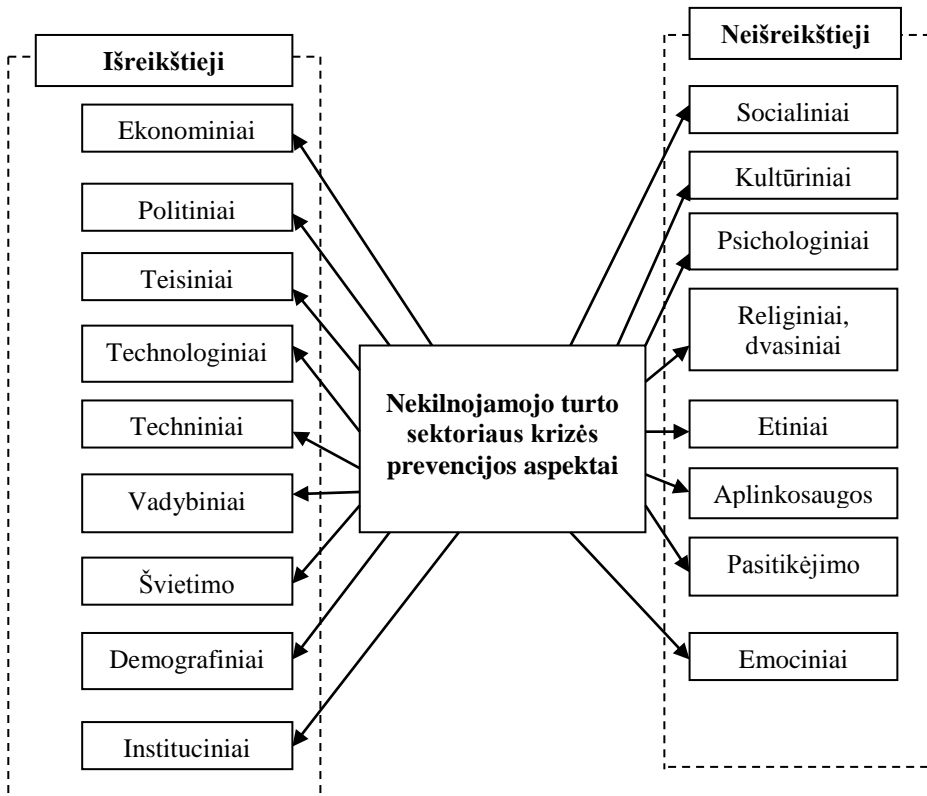 Išreikštieji
Ekonominiai
Politiniai
Teisiniai
Technologiniai
Techniniai
Vadybiniai
Švietimo
Demografiniai
Instituciniai
Nekilnojamojo turto
sektoriaus krizės
prevencijos aspektai
Neišreikštieji
Socialiniai
Kultūriniai
Psichologiniai
Religiniai,
dvasiniai
Etiniai
Aplinkosaugos
Pasitikėjimo
Emociniai